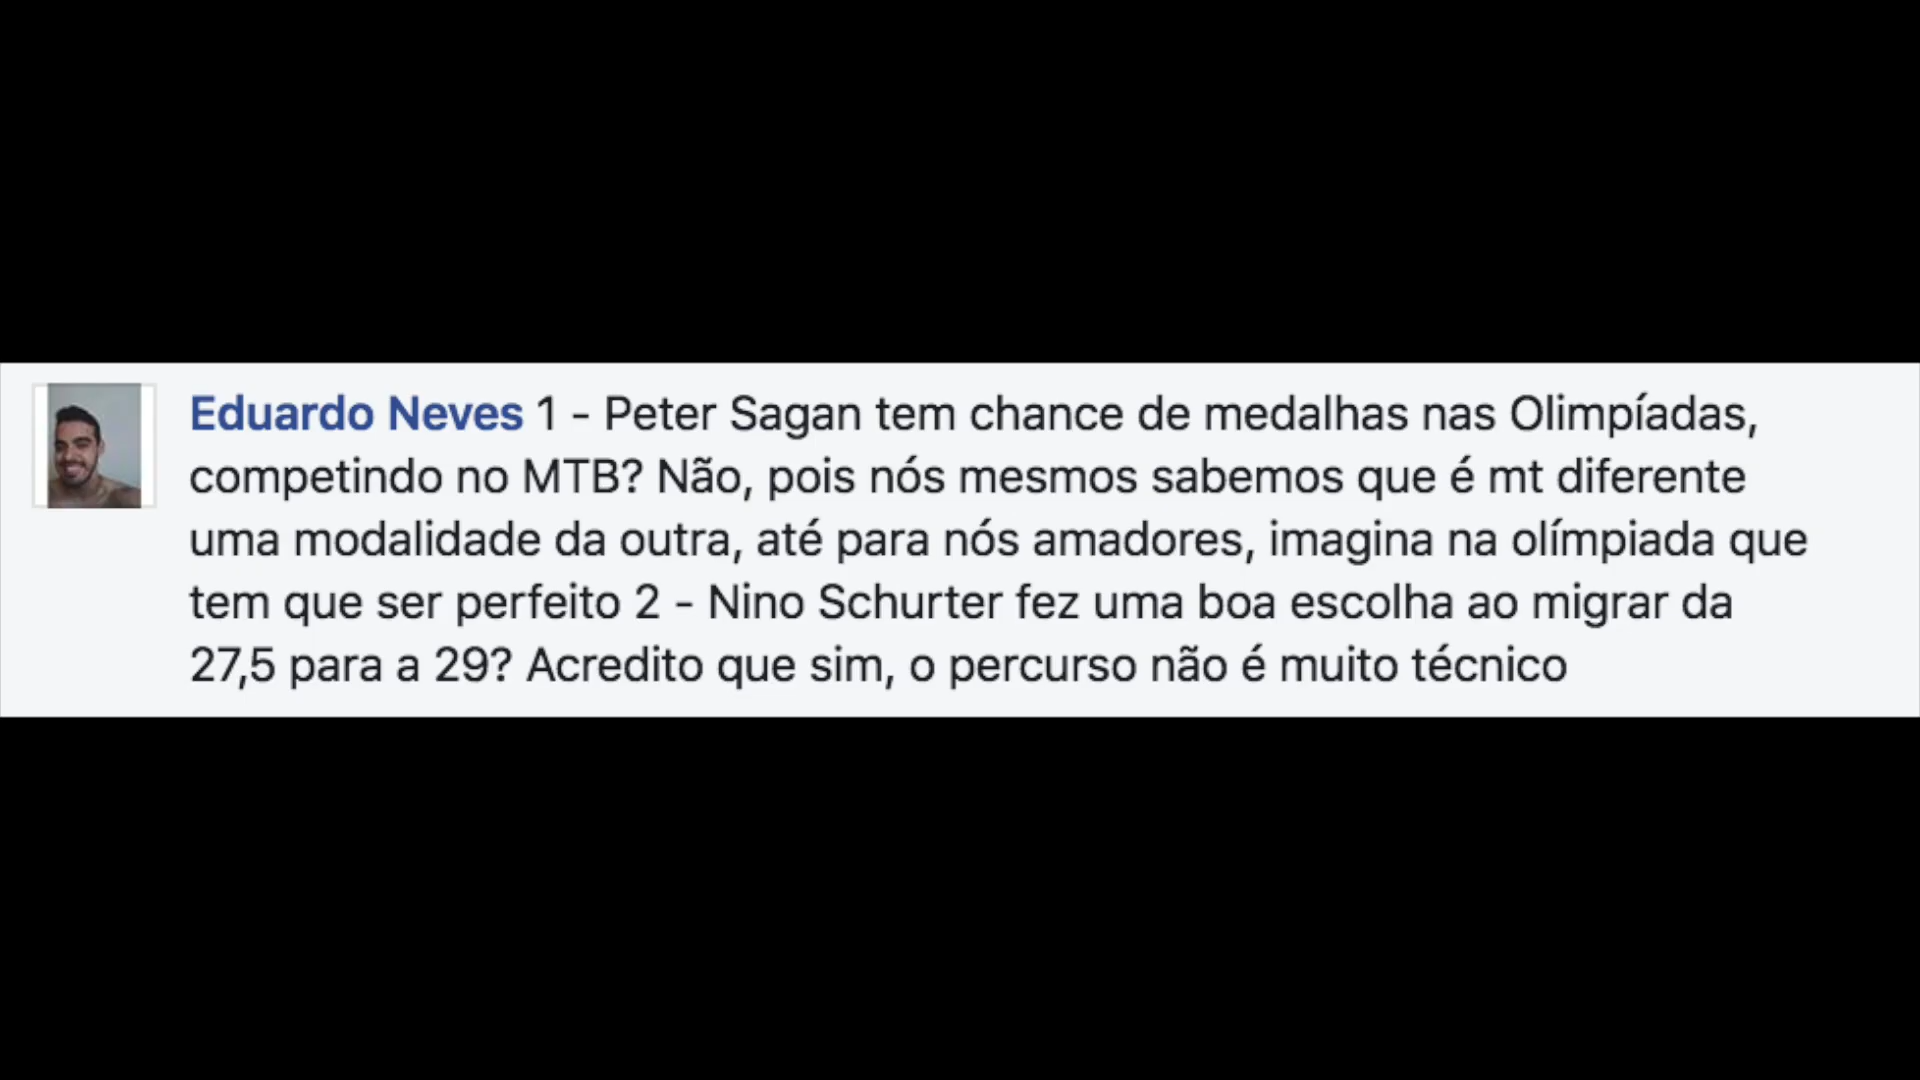 Eduardo Neves 1 - Peter Sagan tem chance de medalhas nas Olimpíadas,
competindo no MTB? Não, pois nós mesmos sabemos que é mt diferente
uma modalidade da outra, até para nós amadores, imagina na olímpiada que
tem que ser perfeito 2 - Nino Schurter fez uma boa escolha ao migrar da
27,5 para a 29? Acredito que sim, o percurso não é muito técnico